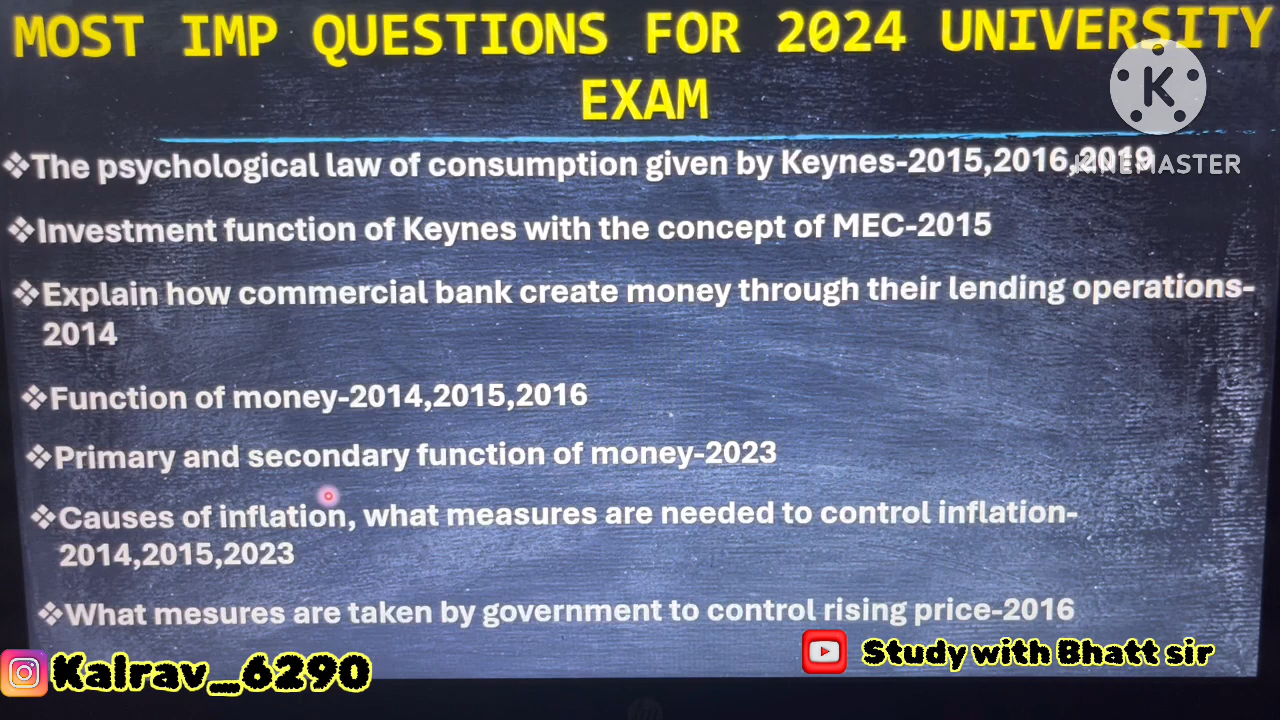 MOST IMP QUESTIONS FOR 2024 UNIVERSITY
EXAM
K
KINEMASTER
❖The psychological law of consumption given by Keynes-2015,2016,2019
❖Investment function of Keynes with the concept of MEC-2015
❖Explain how commercial bank create money through their lending operations-
2014
❖Function of money-2014,2015,2016
❖Primary and secondary function of money-2023
❖Causes of inflation, what measures are needed to control inflation-
2014,2015,2023
❖What mesures are taken by government to control rising price-2016
Kalrav_6290
Study with Bhatt sir
hp